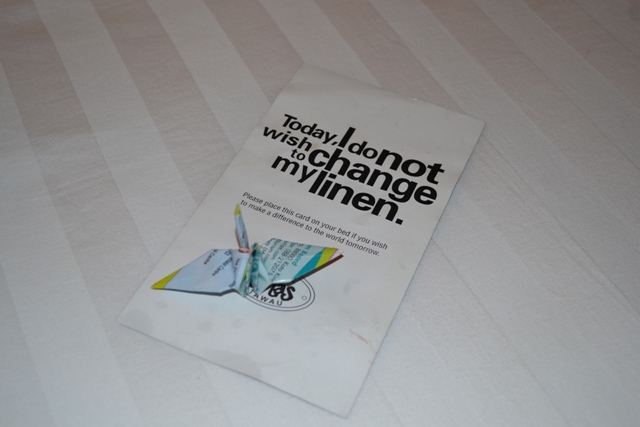 Today, I do not
wish to change
my linen.
Please place this card on your bed if you wish
to make a difference to the world tomorrow.